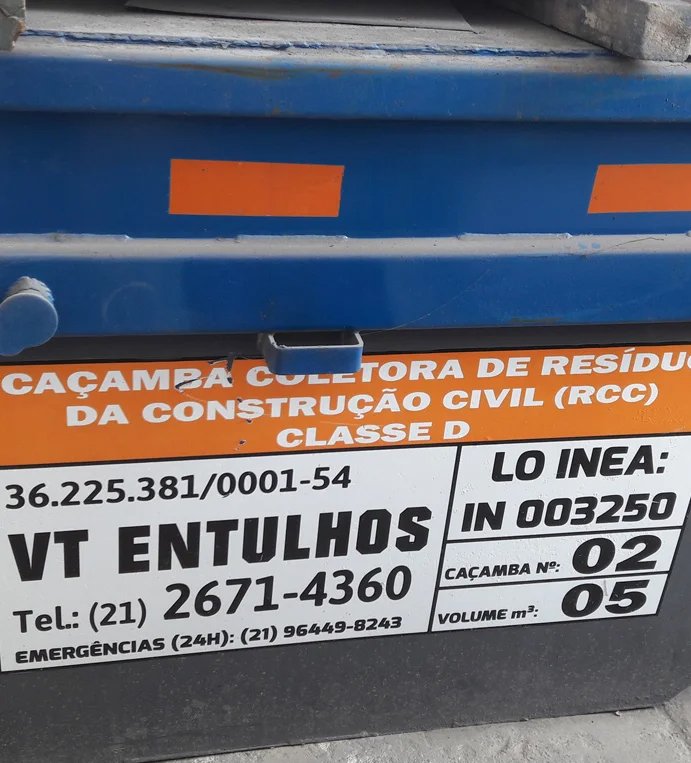 CAÇAMBA COLETORA DE RESÍDUO
DA CONSTRUÇÃO CIVIL (RCC)
CLASSE D
36.225.381/0001-54
VT ENTULHOS
Tel.: (21) 2671-4360
EMERGÊNCIAS (24H): (21) 96449-8243
LO INEA:
IN 003250
CAÇAMBA Nº: 02
VOLUME m³: 05